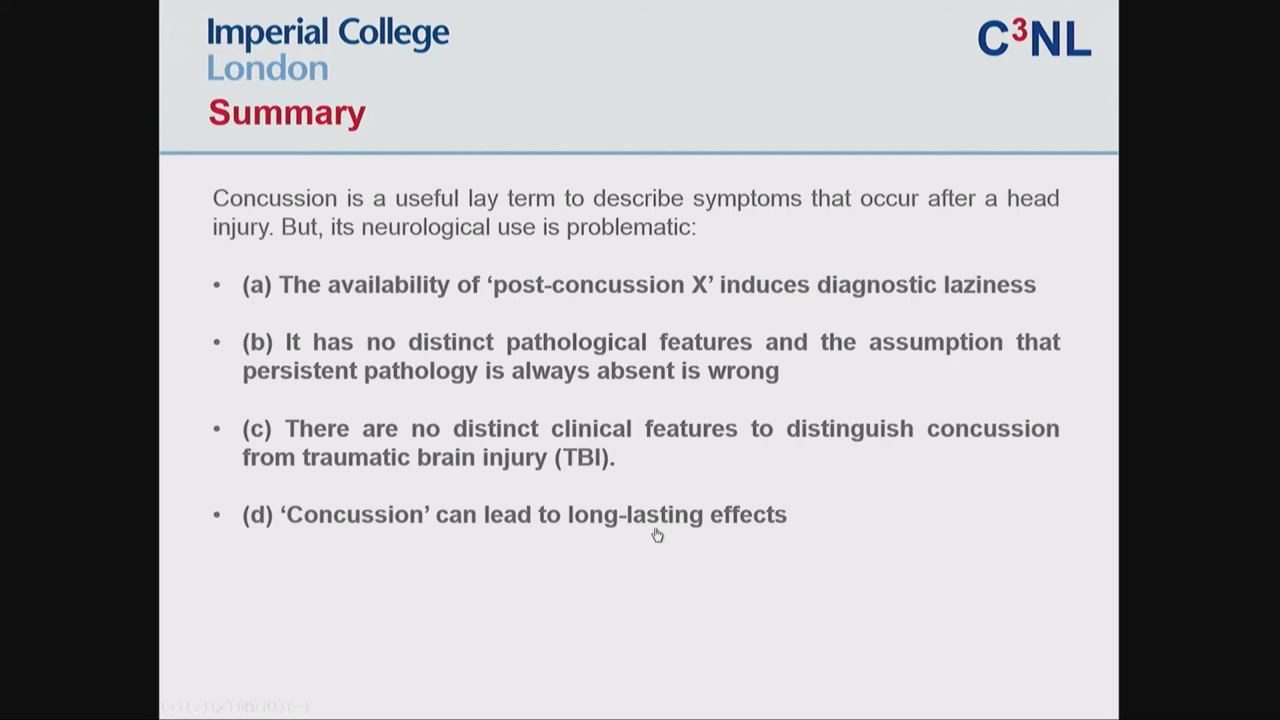 Imperial College
London
C³NL
Summary
Concussion is a useful lay term to describe symptoms that occur after a head
injury. But, its neurological use is problematic:
• (a) The availability of ‘post-concussion X’ induces diagnostic laziness
• (b) It has no distinct pathological features and the assumption that
persistent pathology is always absent is wrong
• (c) There are no distinct clinical features to distinguish concussion
from traumatic brain injury (TBI).
• (d) ‘Concussion’ can lead to long-lasting effects